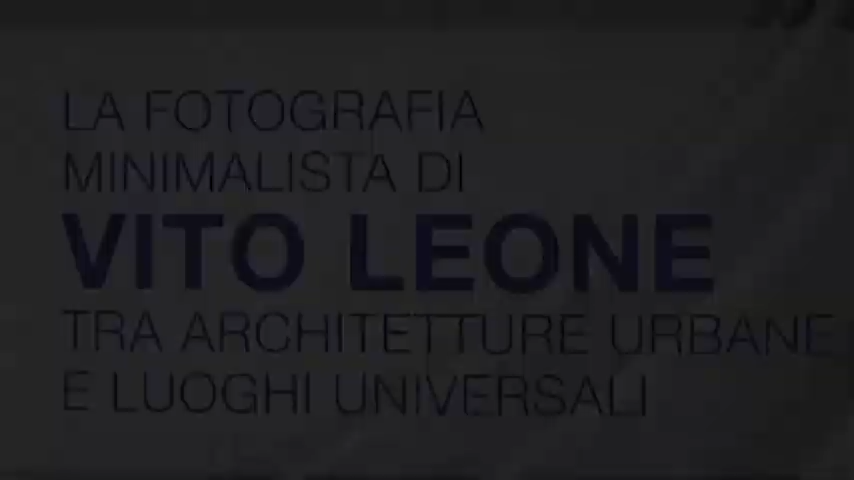 LA FOTOGRAFIA
MINIMALISTA DI
VITO LEONE
TRA ARCHITETTURE URBANE
E LUOGHI UNIVERSALI